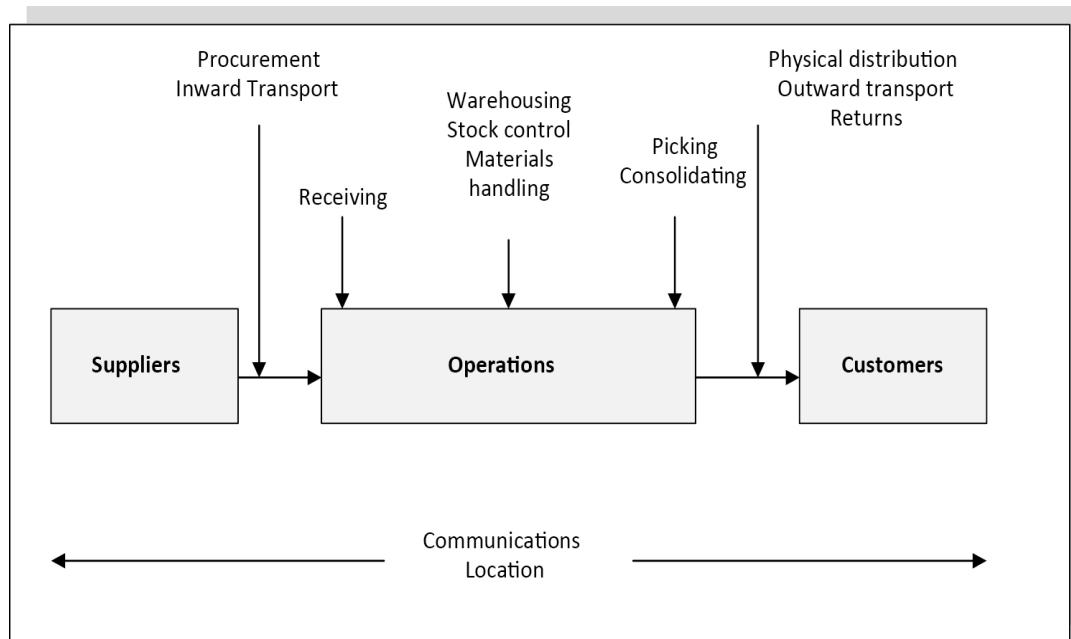 Procurement
Inward Transport
Physical distribution
Outward transport
Returns
Warehousing
Stock control
Materials
handling
Picking
Consolidating
Receiving
Suppliers
Operations
Customers
Communications
Location